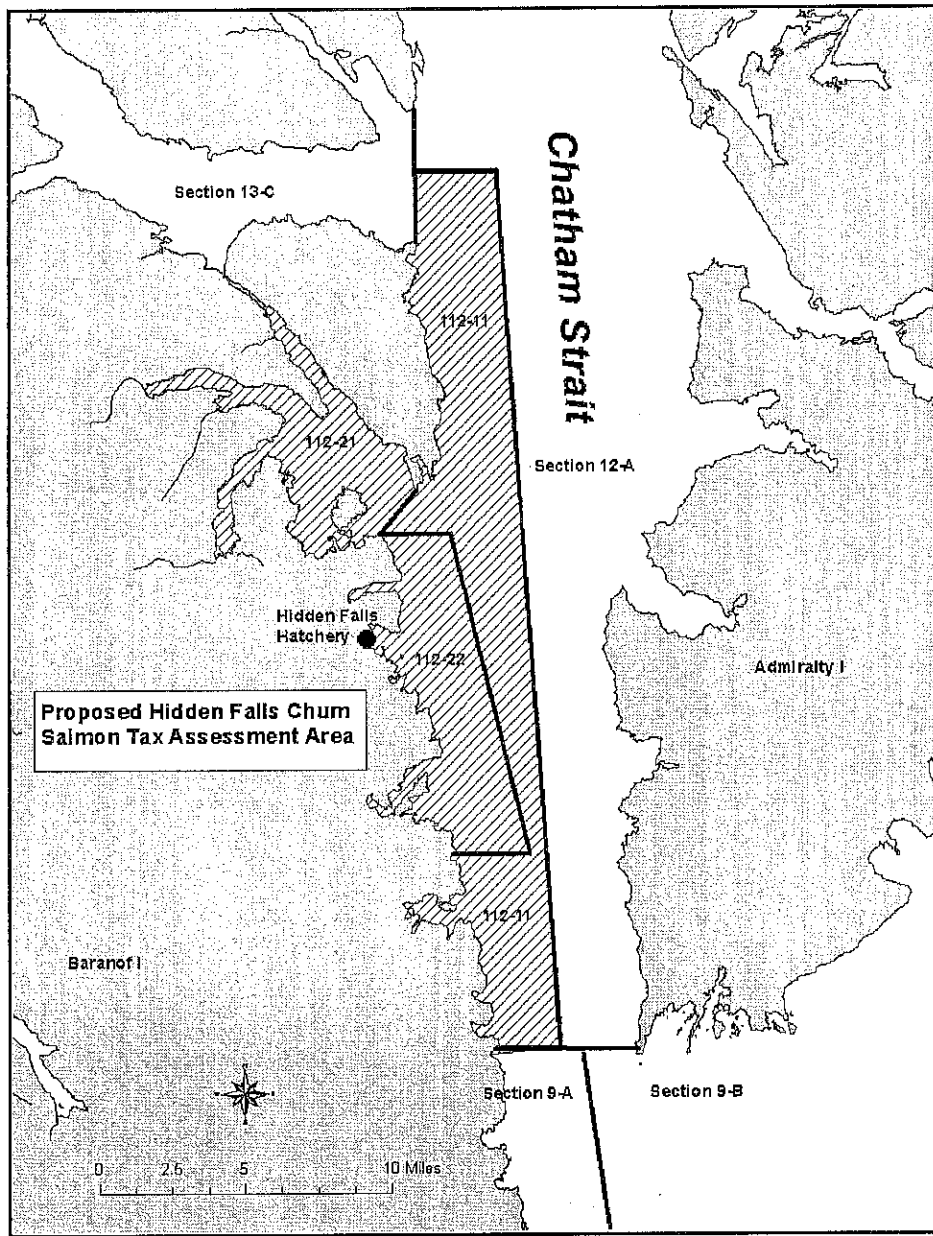 Chatham Strait
Section 13-C
112-11
112-21
Section 12-A
Hidden Falls
Hatchery
112-22
Admiralty I
Proposed Hidden Falls Chum
Salmon Tax Assessment Area
112-11
Baranof I
Section 9-A
Section 9-B
0 2.5 5 10 Miles